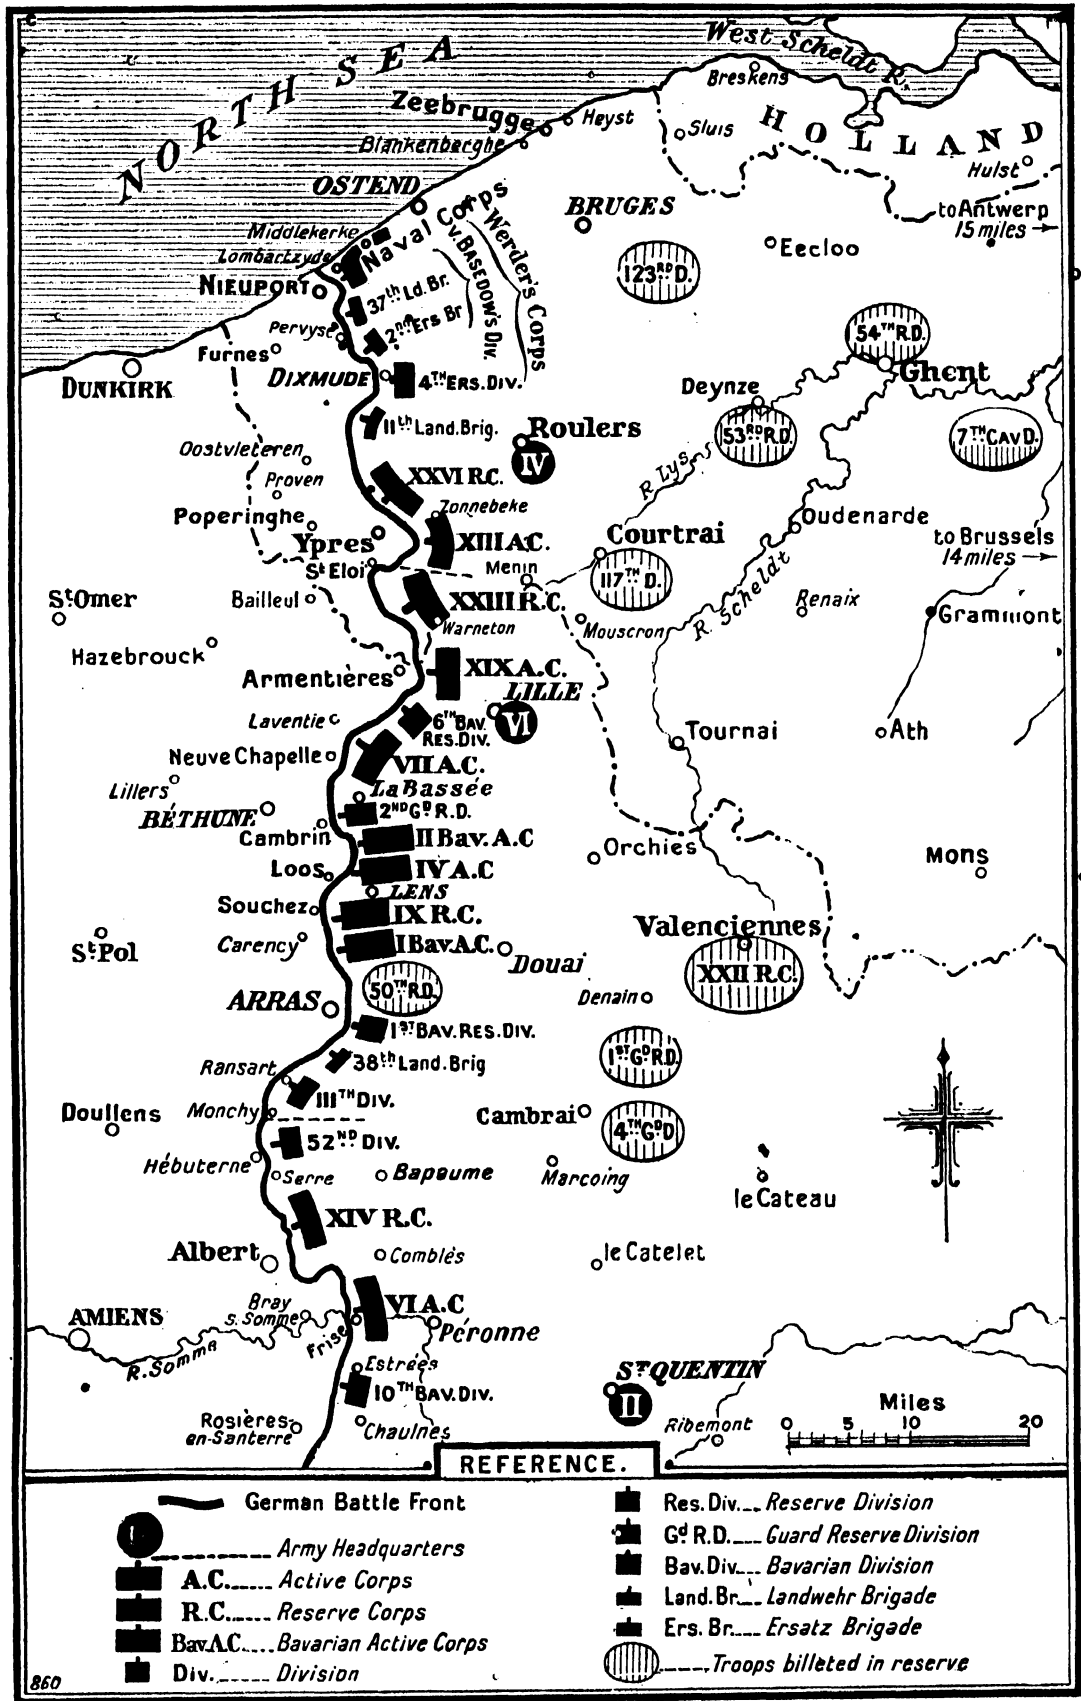 NORTH SEA
West Scheldt R.
Breskens
Zeebrugge
Heyst
Blankenberghe
Sluis
HOLLAND
Hulst
OSTEND
BRUGES
to Antwerp
15 miles
Middlekerke
Lombartzyde
Naval Corps
Werder's Corps
v. BASEDOW'S DIV.
Eecloo
123RD D.
NIEUPORT
37th Ld. Br.
2nd Ers Br
Pervyse
Furnes
54TH R.D.
Ghent
DUNKIRK
DIXMUDE
4TH ERS. DIV.
Deynze
11th Land. Brig.
Roulers
IV
53RD R.D.
7TH CAV D.
Oostvleteren
Proven
XXVI R.C.
R Lys
Zonnebeke
Poperinghe
Ypres
XIII A.C.
Courtrai
Oudenarde
to Brussels
14 miles
St Eloi
Menin
117TH D.
St Omer
Bailleul
XXIII R.C.
Warneton
Mouscron
R. Scheldt
Renaix
Grammont
Hazebrouck
Armentières
XIX A.C.
LILLE
VI
Laventie
6TH BAV.
RES. DIV.
Tournai
Ath
Neuve Chapelle
VII A.C.
Lillers
La Bassée
BÉTHUNE
2ND GD R.D.
Cambrin
II Bav. A.C
Orchies
Mons
Loos
IV A.C
LENS
Souchez
IX R.C.
Valenciennes
St Pol
Carency
I Bav. A.C.
Douai
XXII R.C.
50TH R.D.
Denain
ARRAS
1ST BAV. RES. DIV.
1ST GD R.D.
Ransart
38th Land. Brig
111TH DIV.
Doullens
Monchy
Cambrai
4TH GD D
52ND DIV.
Hébuterne
Serre
Bapaume
Marcoing
le Cateau
XIV R.C.
Albert
Comblès
le Catelet
VI A.C
AMIENS
Bray
s. Somme
Frise
Péronne
R. Somme
Estrées
10TH BAV. DIV.
ST QUENTIN
II
Rosières-
en-Santerre
Chaulnes
Ribemont
Miles
0 5 10 20
REFERENCE.
German Battle Front
Army Headquarters
A.C. Active Corps
R.C. Reserve Corps
Bav. A.C. Bavarian Active Corps
Div. Division
Res. Div. Reserve Division
Gd R.D. Guard Reserve Division
Bav. Div. Bavarian Division
Land. Br. Landwehr Brigade
Ers. Br. Ersatz Brigade
Troops billeted in reserve
860